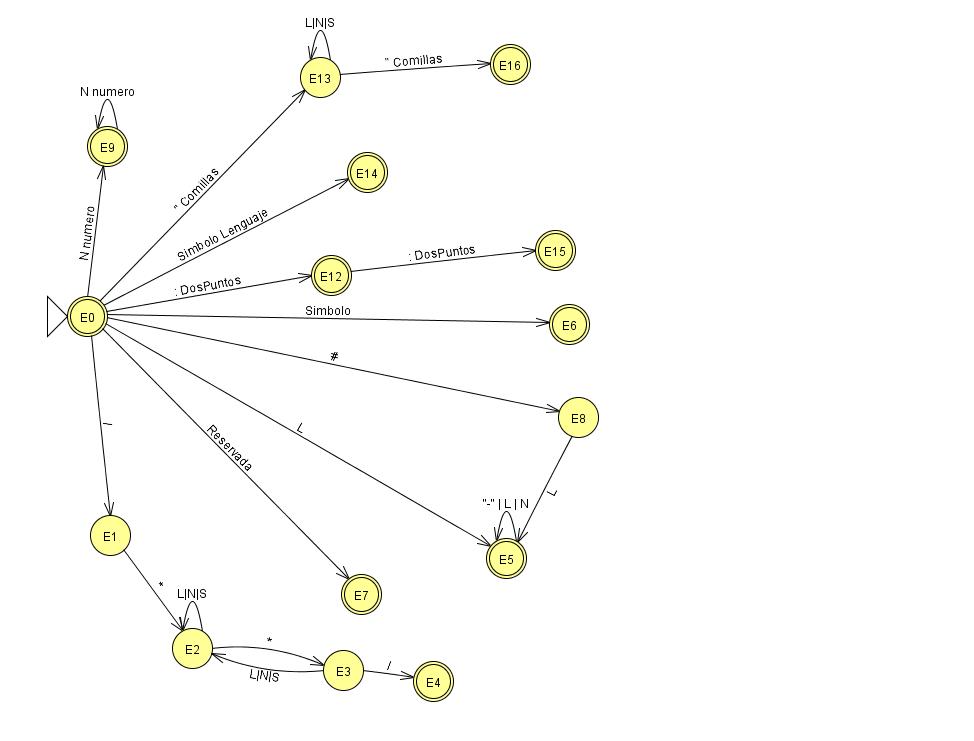 L|N|S
E13
" Comillas
E16
N numero
E9
" Comillas
E14
N numero
Simbolo Lenguaje
: DosPuntos
E15
: DosPuntos
E12
E0
Simbolo
E6
#
E8
/
L
Reservada
L
"-" | L | N
E5
E1
*
E7
L|N|S
E2
*
L|N|S
E3
/
E4